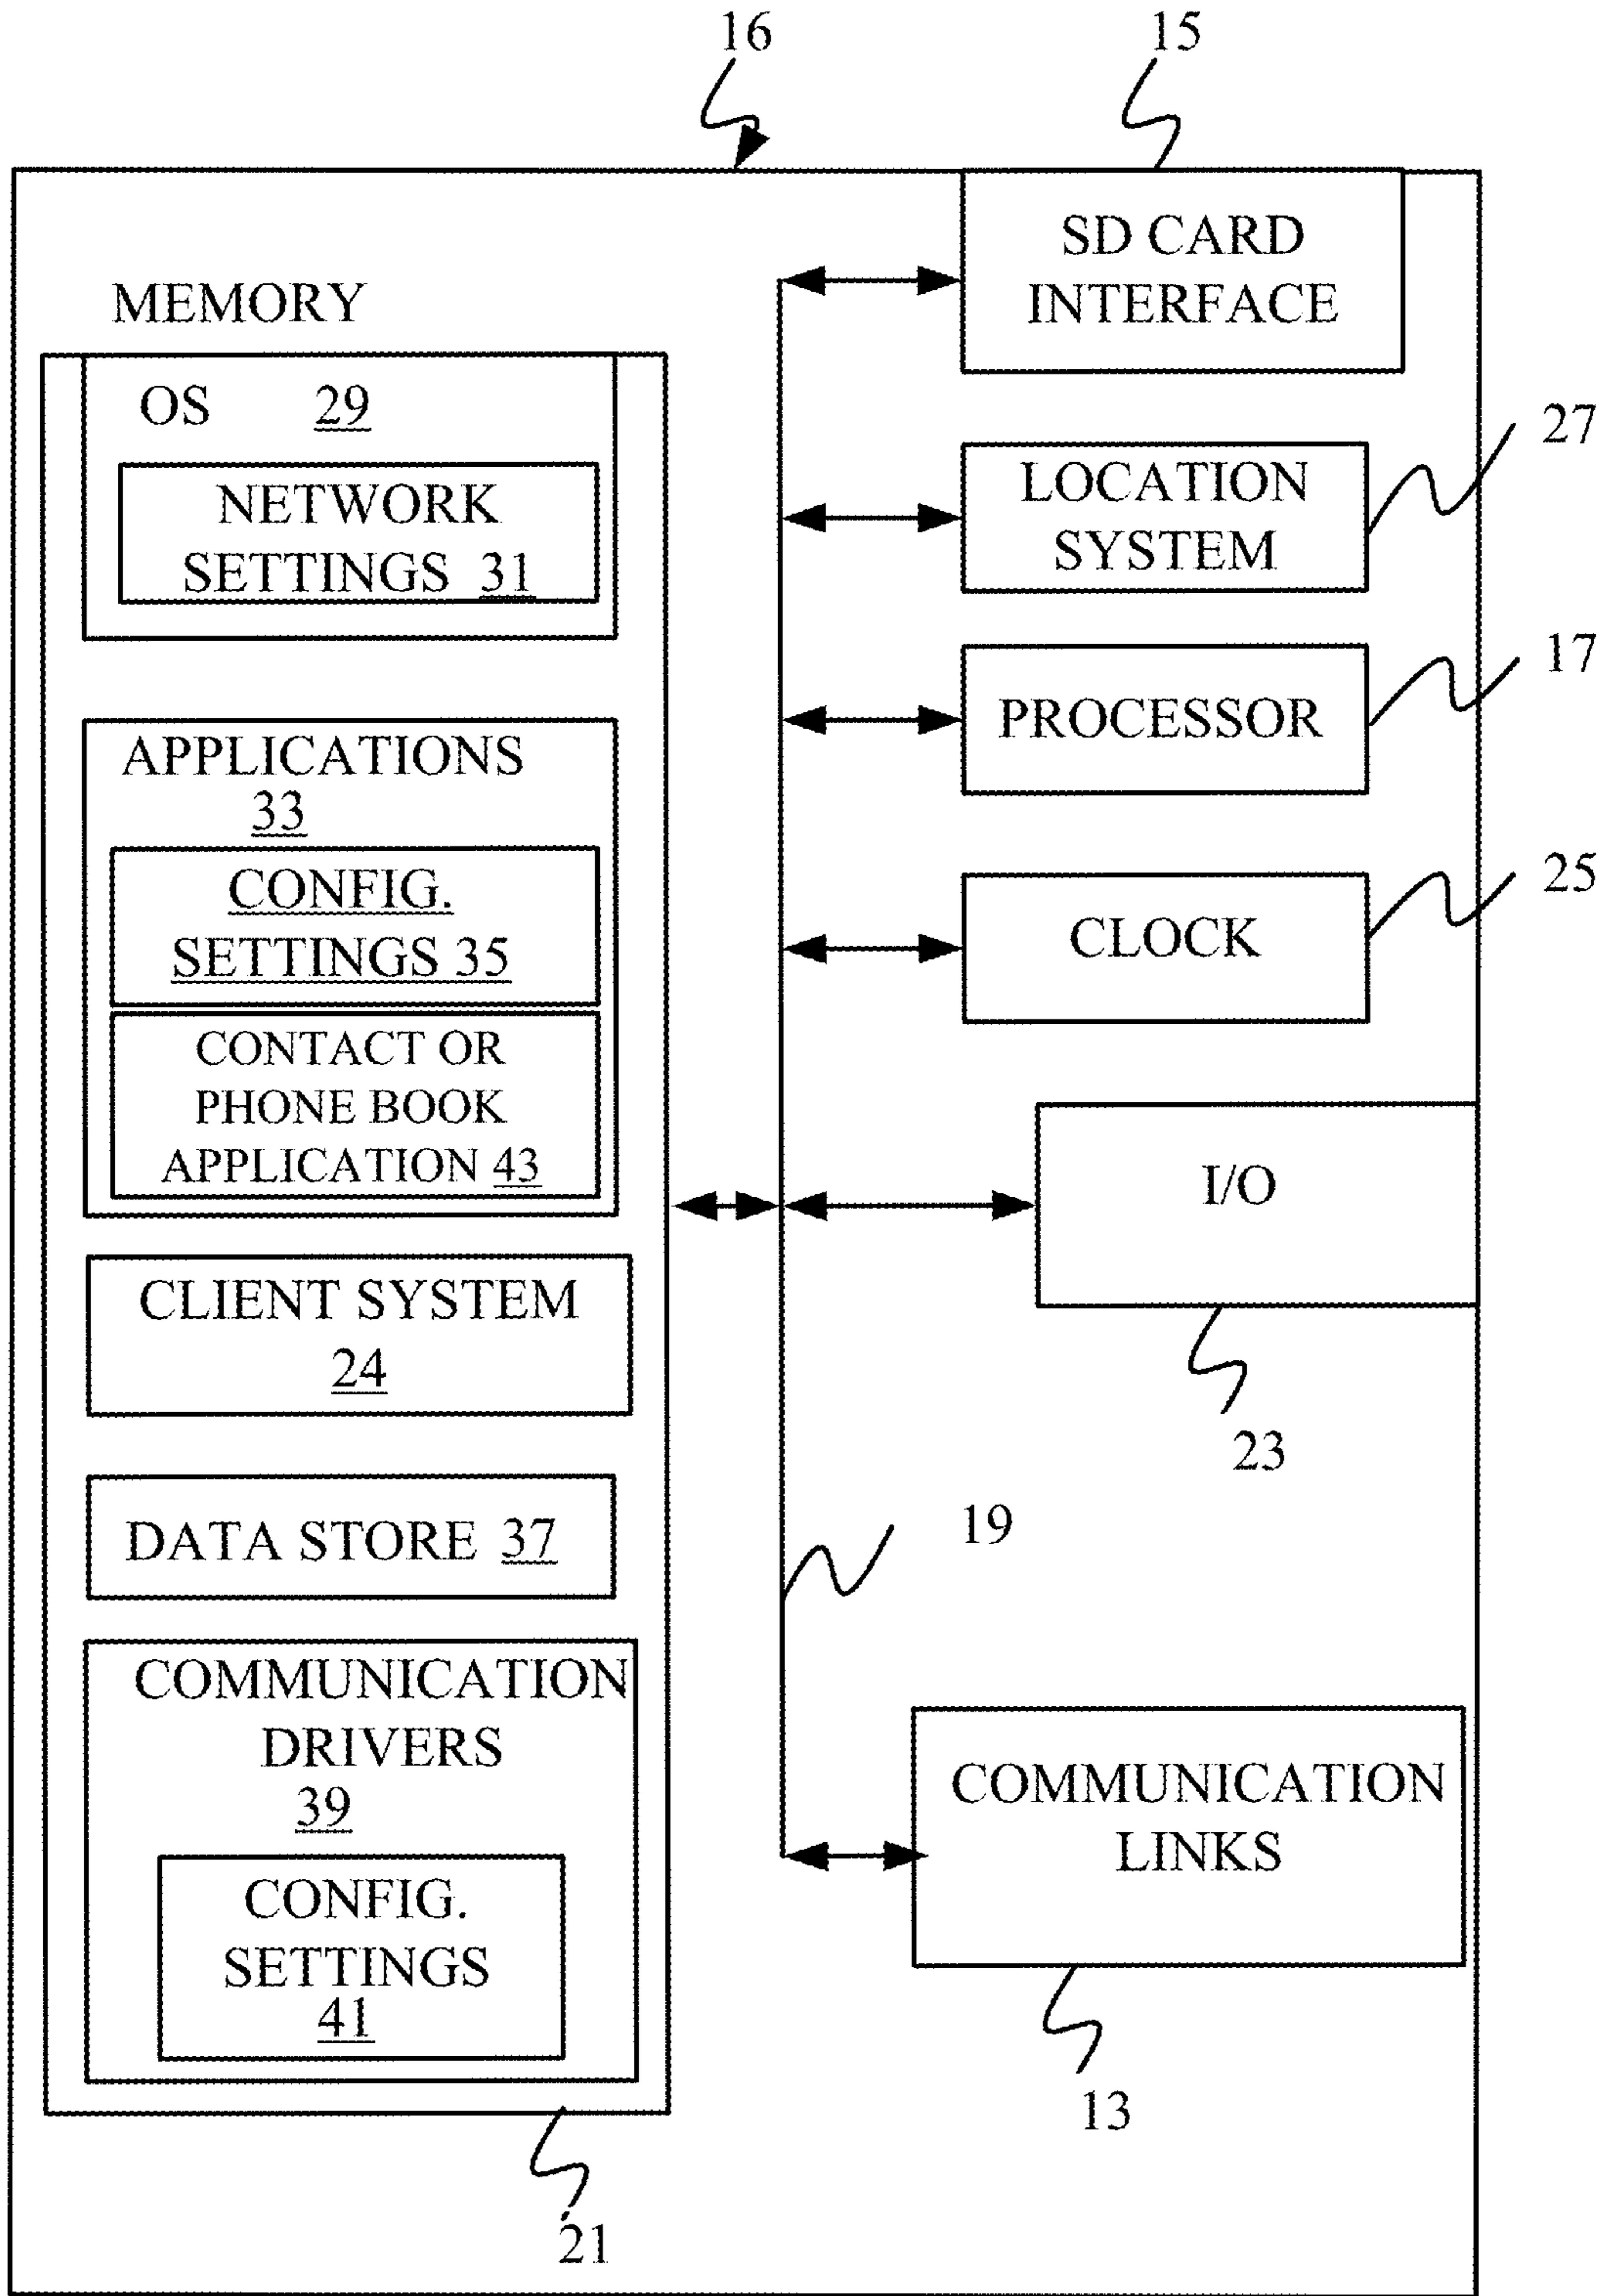 16
15
SD CARD
INTERFACE
MEMORY
OS 29
NETWORK
SETTINGS 31
27
LOCATION
SYSTEM
17
PROCESSOR
APPLICATIONS
33
CONFIG.
SETTINGS 35
25
CLOCK
CONTACT OR
PHONE BOOK
APPLICATION 43
I/O
23
CLIENT SYSTEM
24
DATA STORE 37
19
COMMUNICATION
DRIVERS
39
CONFIG.
SETTINGS
41
COMMUNICATION
LINKS
13
21